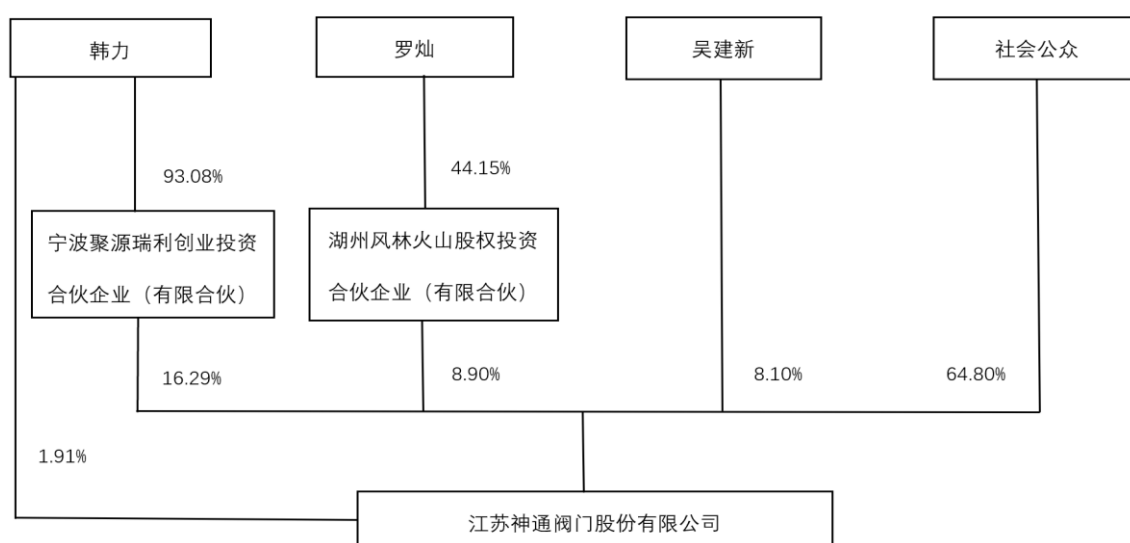 韩力
罗灿
吴建新
社会公众
93.08%
44.15%
宁波聚源瑞利创业投资
合伙企业（有限合伙）
湖州风林火山股权投资
合伙企业（有限合伙）
16.29%
8.90%
8.10%
64.80%
1.91%
江苏神通阀门股份有限公司